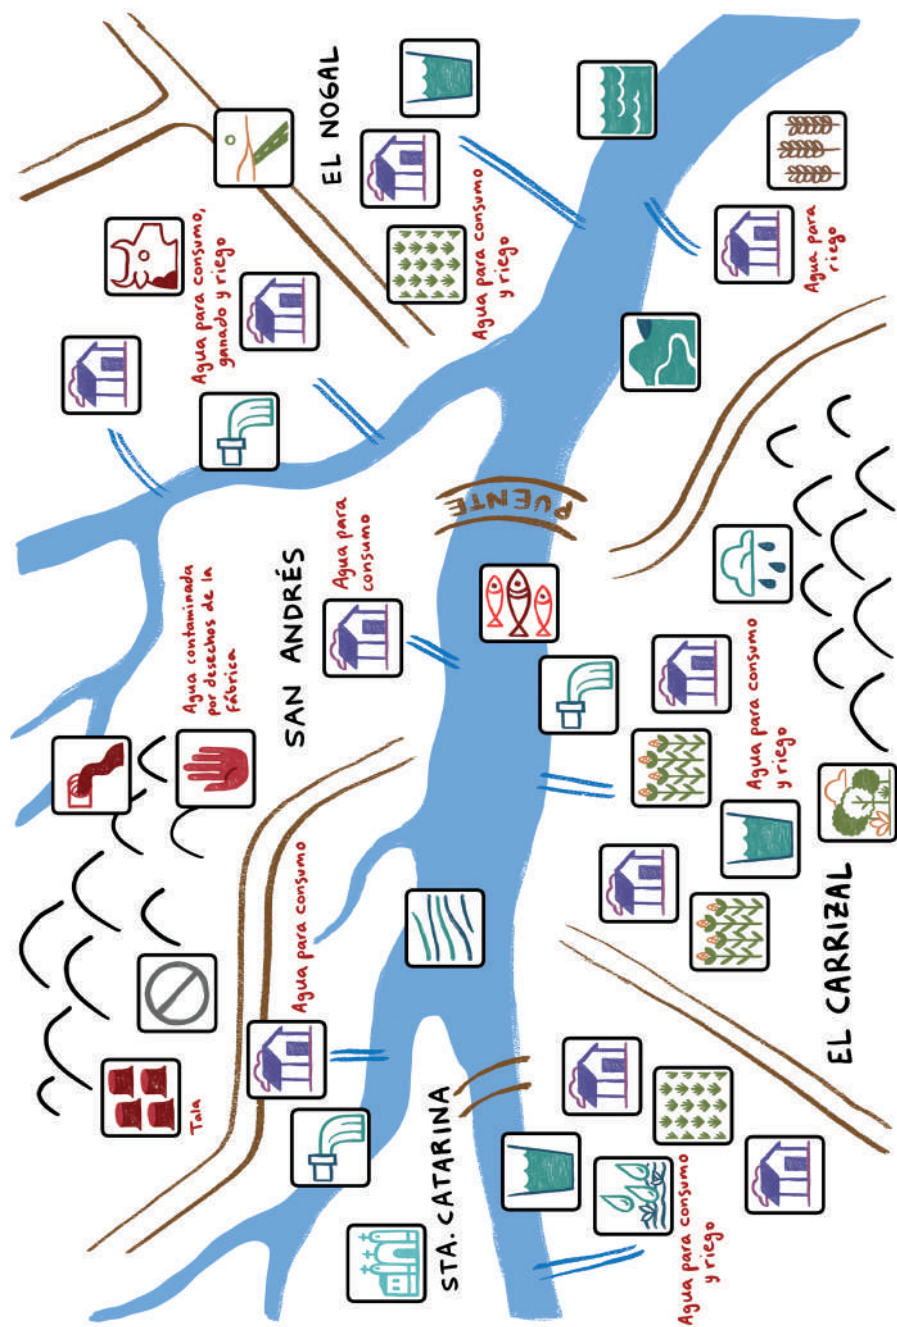 Tala
Agua contaminada
por desechos de la
fábrica
Agua para consumo,
ganado y riego
EL NOGAL
Agua para consumo
SAN ANDRÉS
Agua para
consumo
Agua para consumo
y riego
STA. CATARINA
PUENTE
Agua para consumo
y riego
Agua para consumo
y riego
Agua para
riego
EL CARRIZAL